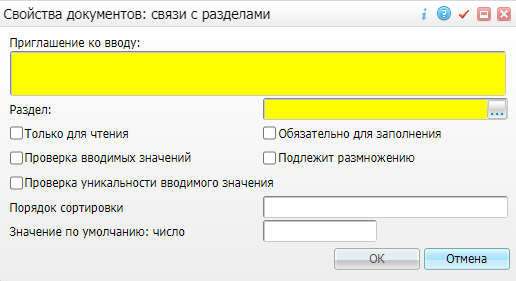 Свойства документов: связи с разделами
Приглашение ко вводу:
Раздел: ...
Только для чтения Обязательно для заполнения
Проверка вводимых значений Подлежит размножению
Проверка уникальности вводимого значения
Порядок сортировки
Значение по умолчанию: число
ОК Отмена